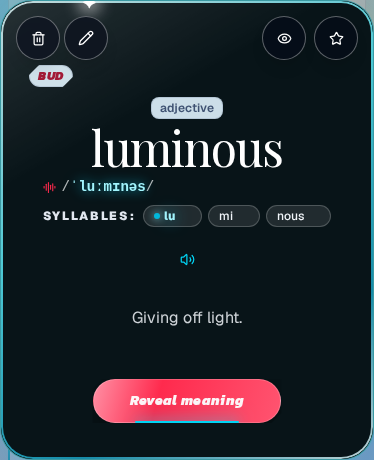 BUD
adjective
luminous
/ˈluːmɪnəs/
SYLLABLES: lu mi nous
Giving off light.
Reveal meaning